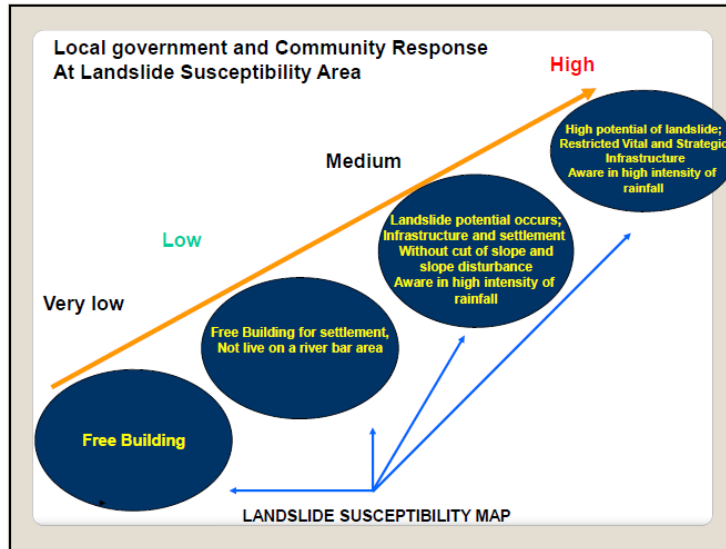 Local government and Community Response
At Landslide Susceptibility Area
High
High potential of landslide;
Restricted Vital and Strategic
Infrastructure
Aware in high intensity of
rainfall
Medium
Landslide potential occurs;
Infrastructure and settlement
Without cut of slope and
slope disturbance
Aware in high intensity of
rainfall
Low
Free Building for settlement,
Not live on a river bar area
Very low
Free Building
LANDSLIDE SUSCEPTIBILITY MAP